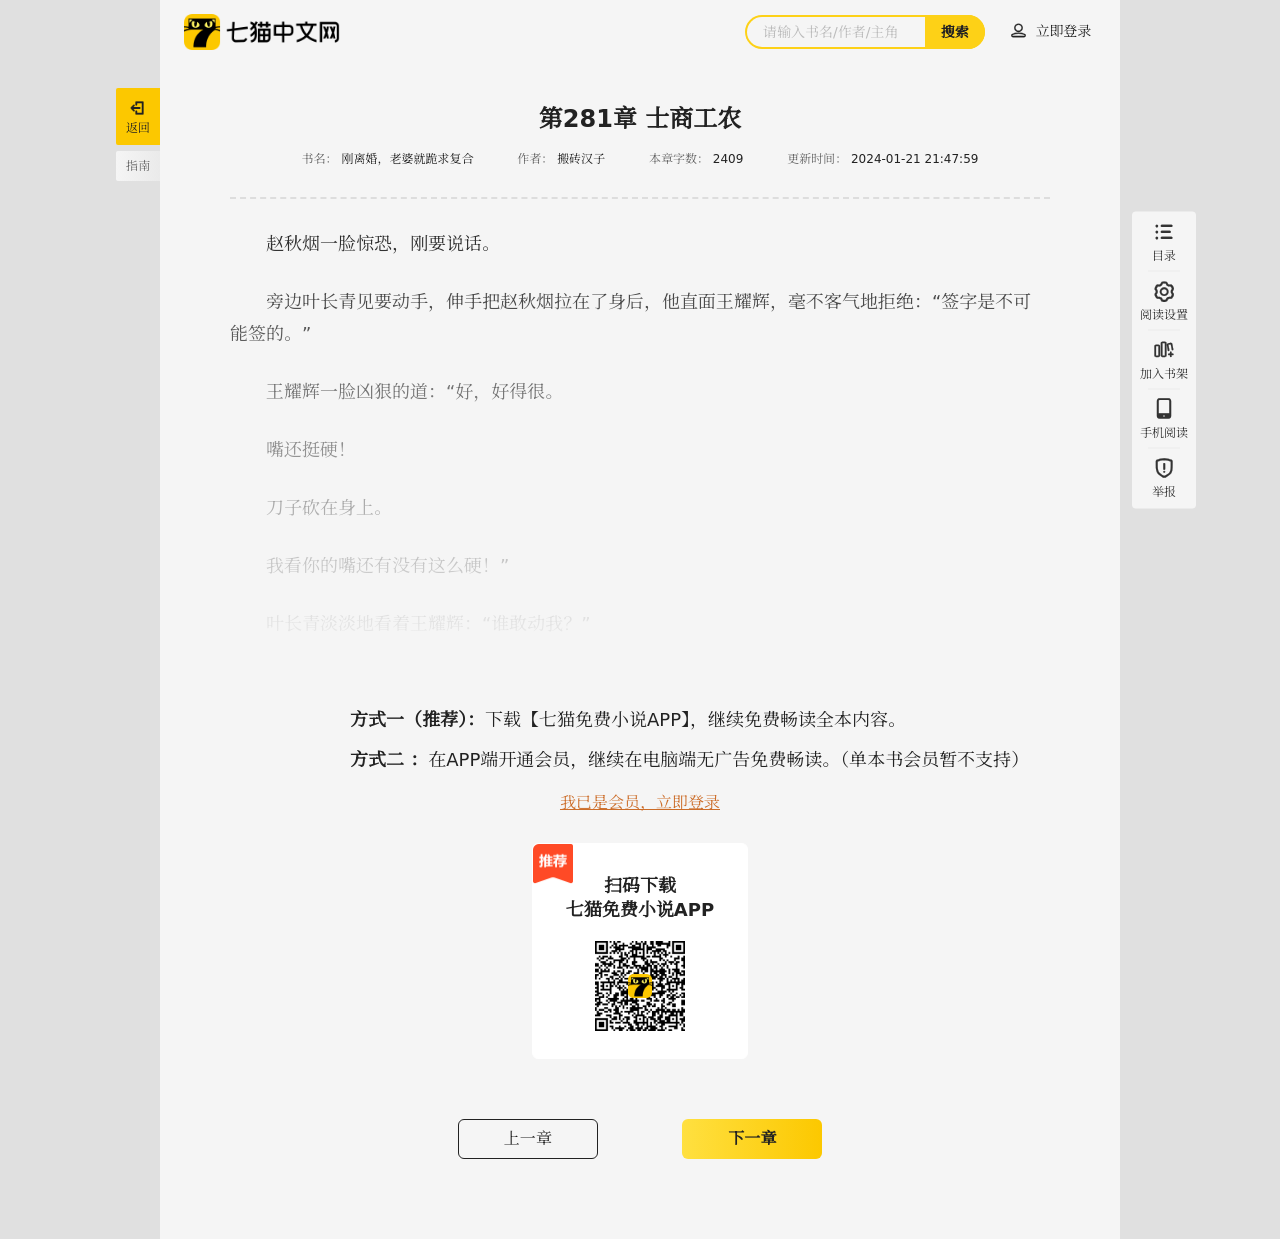 七猫中文网
请输入书名/作者/主角
搜索
立即登录
返回
指南
第281章 士商工农
书名： 刚离婚，老婆就跪求复合 作者： 搬砖汉子 本章字数： 2409 更新时间： 2024-01-21 21:47:59
赵秋烟一脸惊恐，刚要说话。
旁边叶长青见要动手，伸手把赵秋烟拉在了身后，他直面王耀辉，毫不客气地拒绝：“签字是不可
能签的。”
王耀辉一脸凶狠的道：“好，好得很。
嘴还挺硬！
刀子砍在身上。
我看你的嘴还有没有这么硬！”
叶长青淡淡地看着王耀辉：“谁敢动我？”
目录
阅读设置
加入书架
手机阅读
举报
方式一（推荐）：下载【七猫免费小说APP】，继续免费畅读全本内容。
方式二 ：在APP端开通会员，继续在电脑端无广告免费畅读。（单本书会员暂不支持）
我已是会员，立即登录
推荐
扫码下载
七猫免费小说APP
上一章
下一章